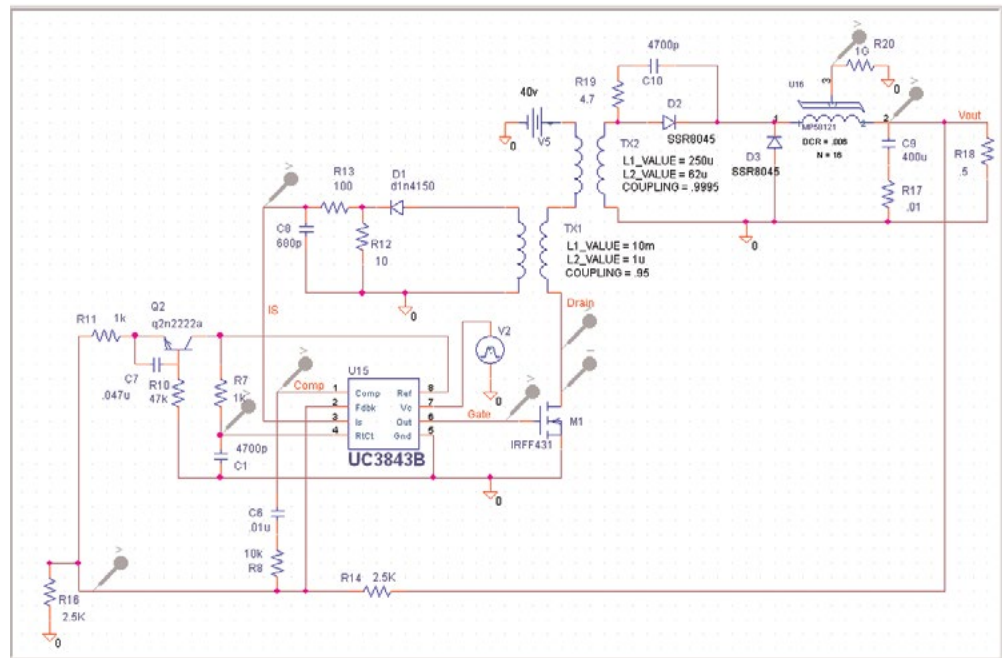 4700p
C10
R19
4.7
D2
SSR8045
40v
V5
0
TX2
L1_VALUE = 250u
L2_VALUE = 62u
COUPLING = .9995
D3
SSR8045
1
U16
3
MP58121
DCR = .006
N = 16
2
2
R20
1G
0
Vout
C9
400u
R17
.01
R18
.5
0
R13
100
D1
d1n4150
C8
680p
R12
10
0
TX1
L1_VALUE = 10m
L2_VALUE = 1u
COUPLING = .95
Drain
IS
R11
1k
Q2
q2n2222a
C7
.047u
R10
47k
R7
1k
4700p
C1
Comp
U15
1 Comp Ref 8
2 Fdbk Vc 7
3 Is Out 6
4 RtCt Gnd 5
UC3843B
V2
0
Gate
M1
IRFF431
0
C6
.01u
10k
R8
R14 2.5K
R16
2.5K
0